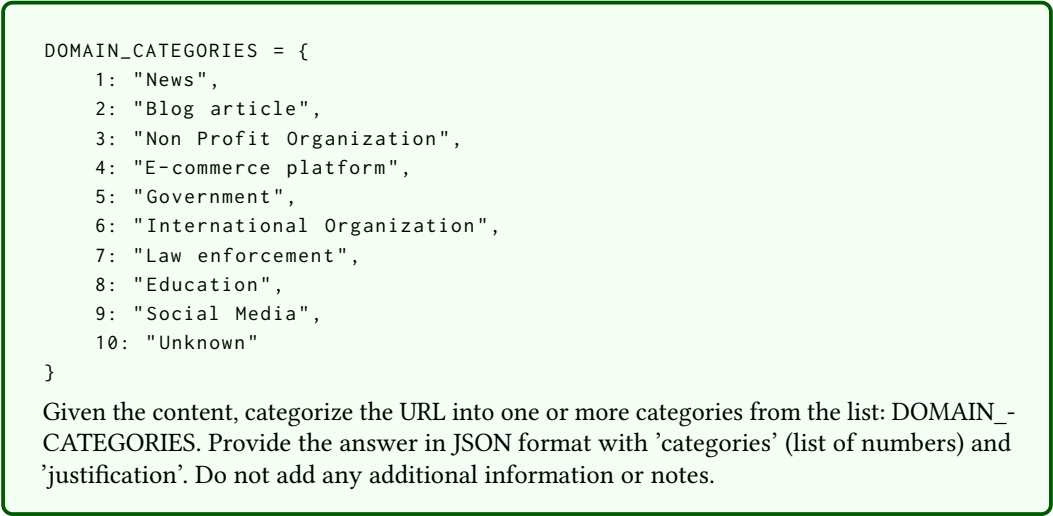 DOMAIN_CATEGORIES = {
    1: "News",
    2: "Blog article",
    3: "Non Profit Organization",
    4: "E-commerce platform",
    5: "Government",
    6: "International Organization",
    7: "Law enforcement",
    8: "Education",
    9: "Social Media",
    10: "Unknown"
}
Given the content, categorize the URL into one or more categories from the list: DOMAIN_-
CATEGORIES. Provide the answer in JSON format with ’categories’ (list of numbers) and
’justification’. Do not add any additional information or notes.